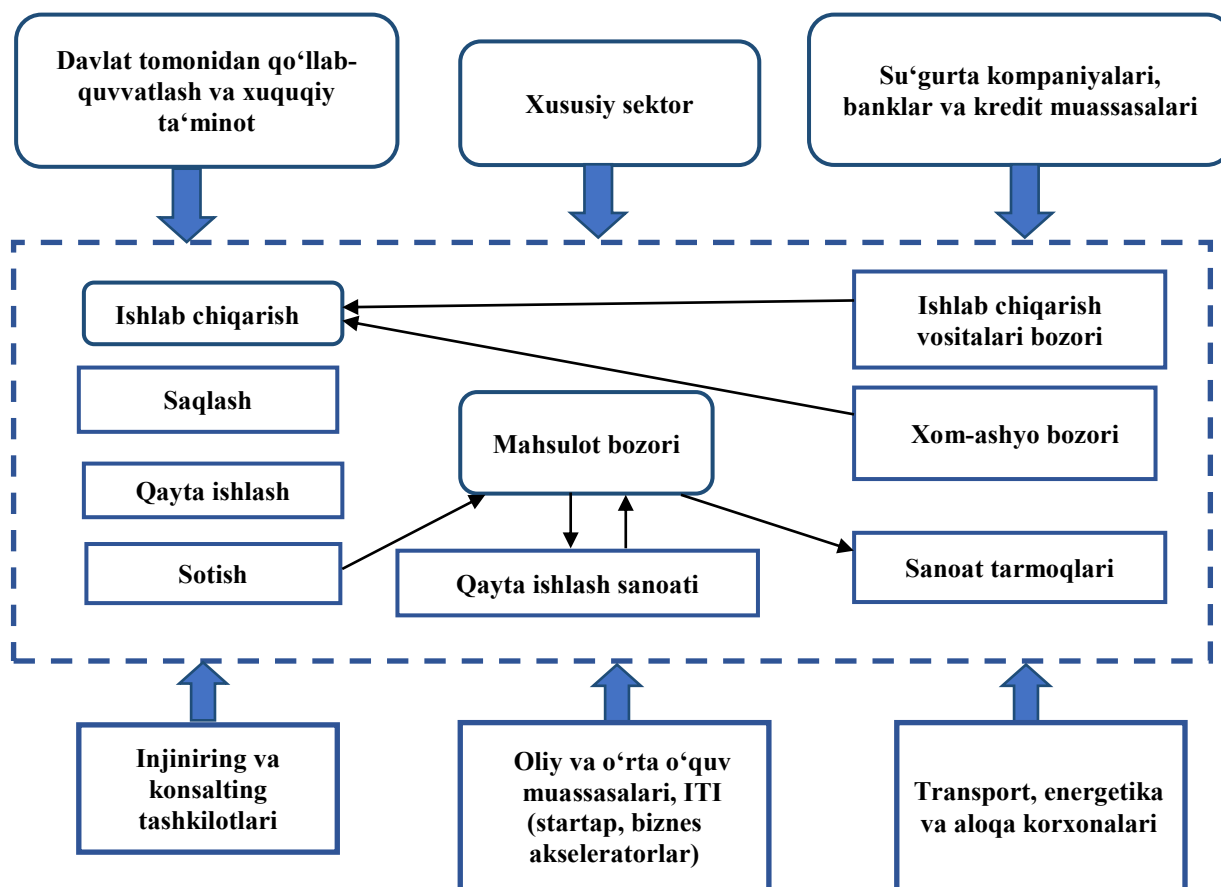 Davlat tomonidan qo‘llab-
quvvatlash va xuquqiy
ta‘minot
Xususiy sektor
Su‘gurta kompaniyalari,
banklar va kredit muassasalari
Ishlab chiqarish
Ishlab chiqarish
vositalari bozori
Saqlash
Mahsulot bozori
Xom-ashyo bozori
Qayta ishlash
Sotish
Qayta ishlash sanoati
Sanoat tarmoqlari
Injiniring va
konsalting
tashkilotlari
Oliy va o‘rta o‘quv
muassasalari, ITI
(startap, biznes
akseleratorlar)
Transport, energetika
va aloqa korxonalari